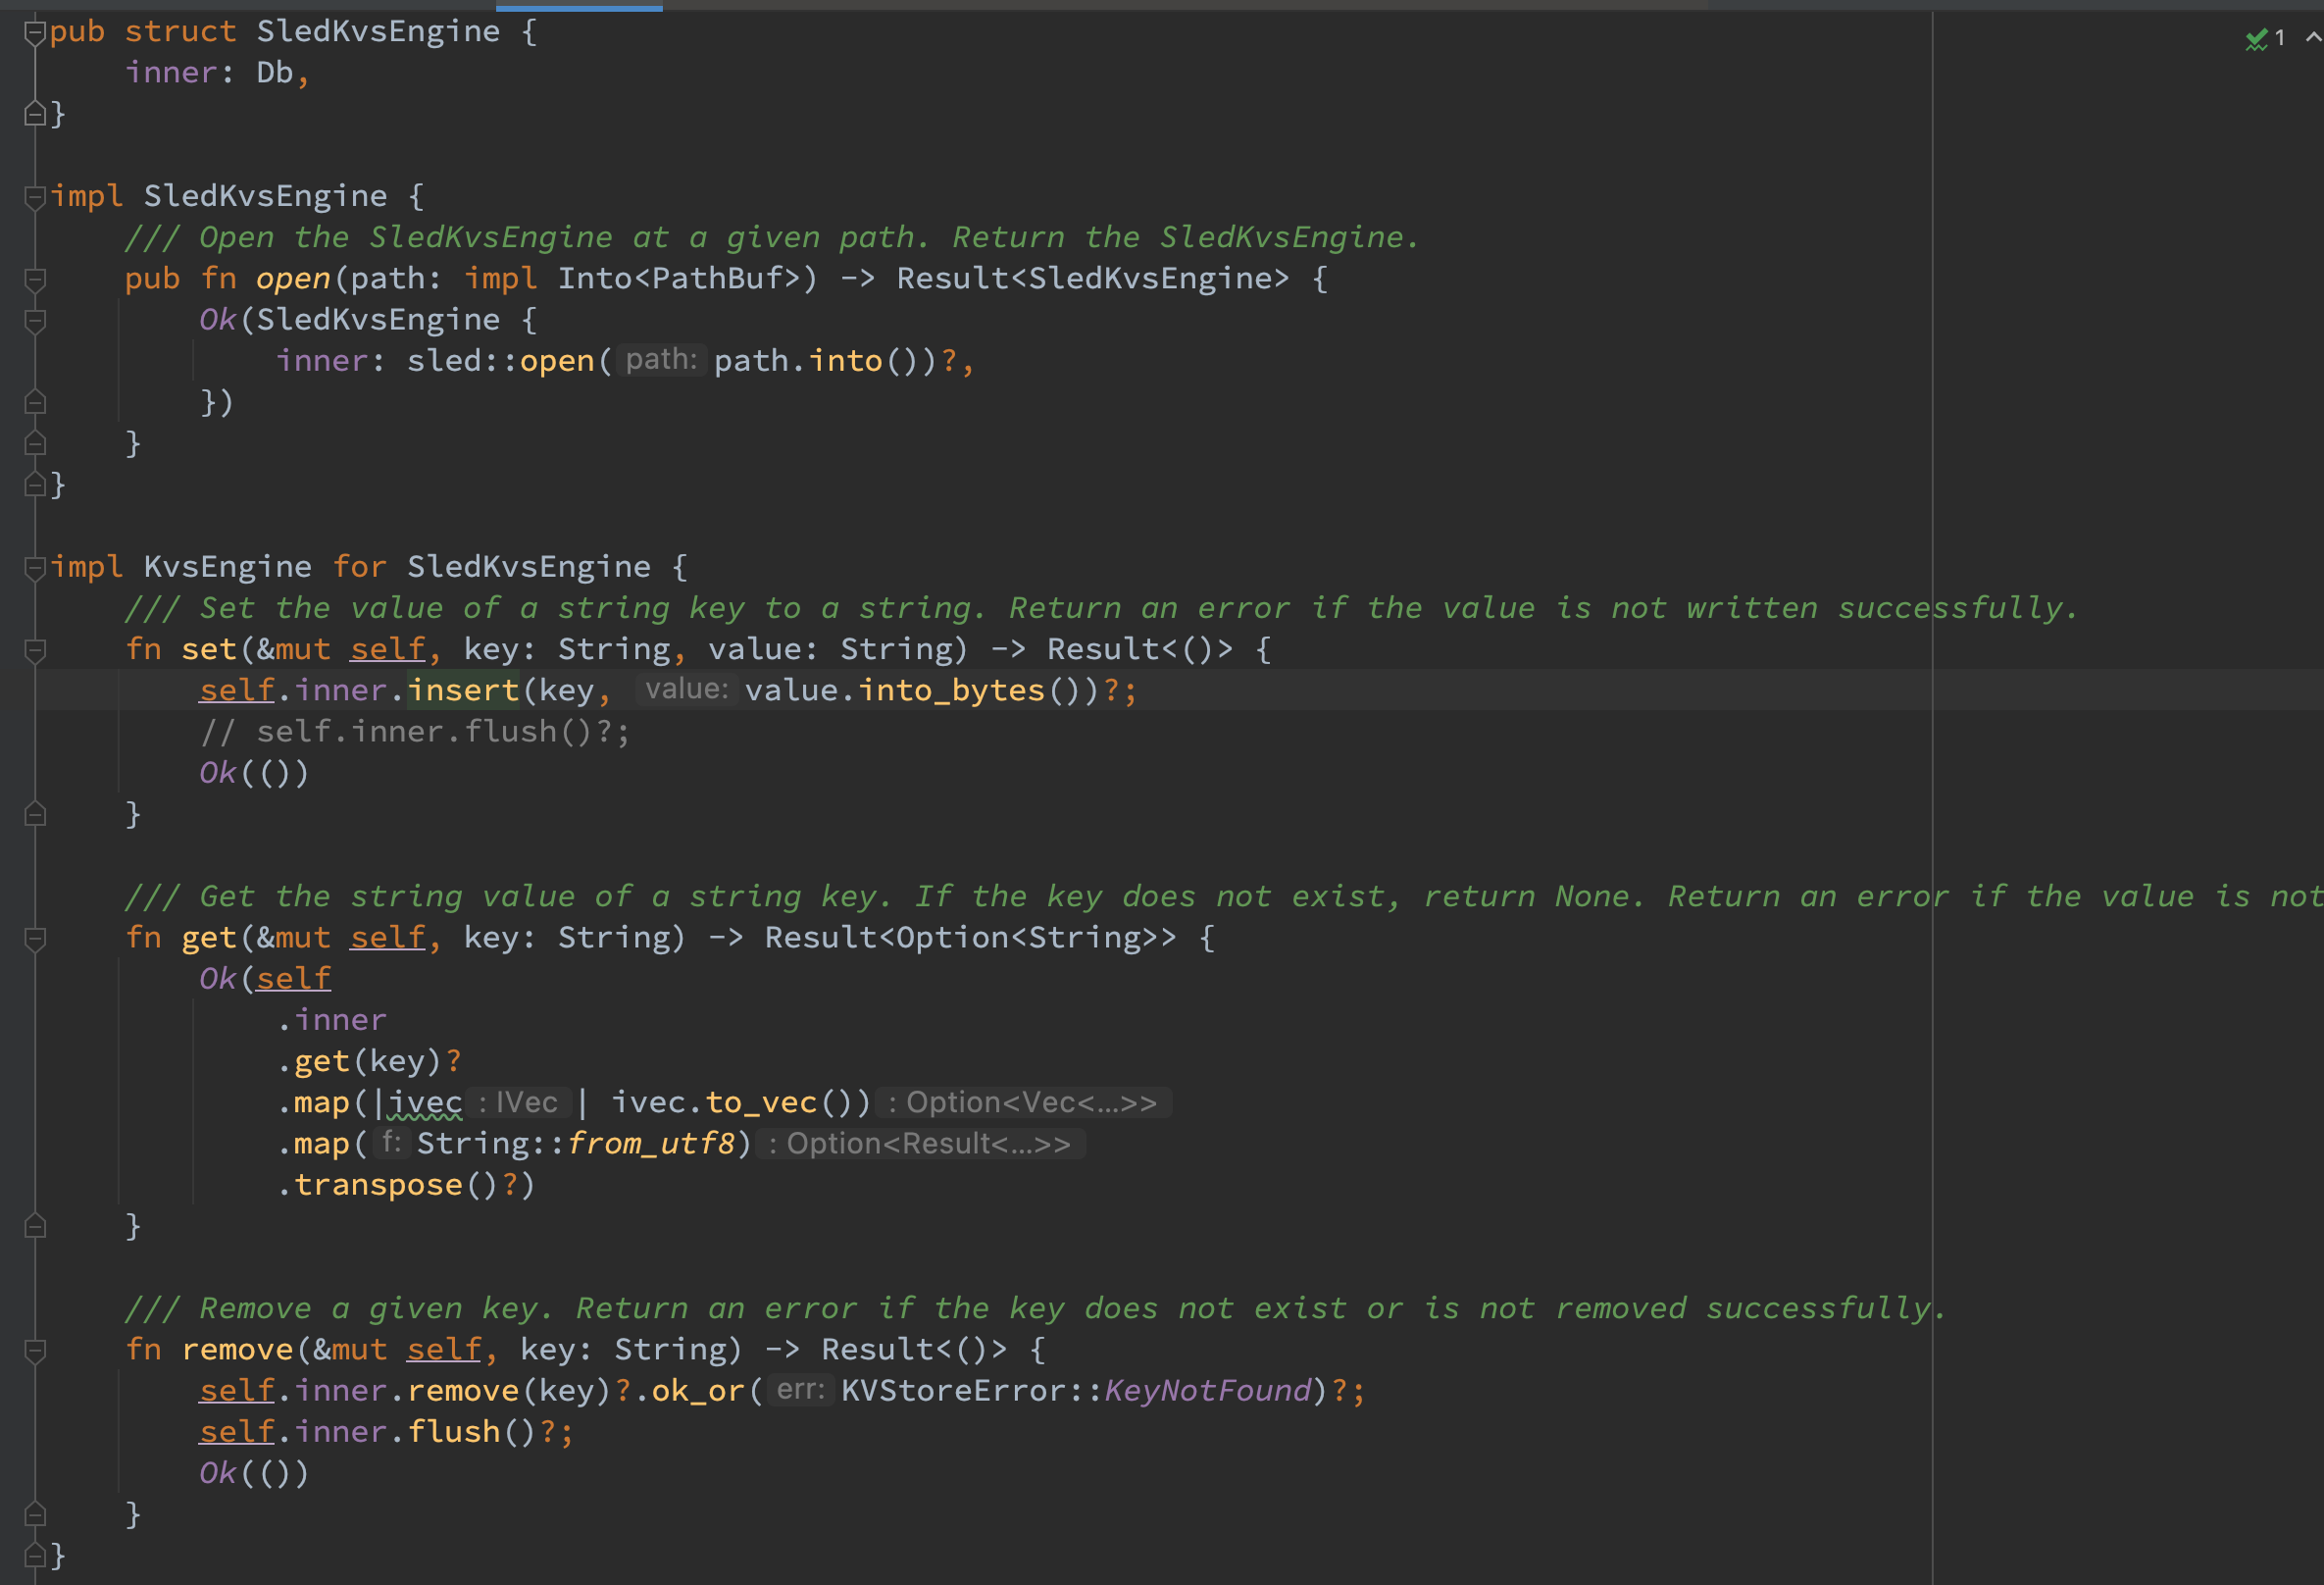 pub struct SledKvsEngine {
    inner: Db,
}
impl SledKvsEngine {
    /// Open the SledKvsEngine at a given path. Return the SledKvsEngine.
    pub fn open(path: impl Into<PathBuf>) -> Result<SledKvsEngine> {
        Ok(SledKvsEngine {
            inner: sled::open( path: path.into())?,
        })
    }
}
impl KvsEngine for SledKvsEngine {
    /// Set the value of a string key to a string. Return an error if the value is not written successfully.
    fn set(&mut self, key: String, value: String) -> Result<()> {
        self.inner.insert(key, value: value.into_bytes())?;
        // self.inner.flush()?;
        Ok(())
    }
    /// Get the string value of a string key. If the key does not exist, return None. Return an error if the value is not
    fn get(&mut self, key: String) -> Result<Option<String>> {
        Ok(self
            .inner
            .get(key)?
            .map(|ivec : IVec | ivec.to_vec()) : Option<Vec<…>>
            .map( f: String::from_utf8) : Option<Result<…>>
            .transpose()?)
    }
    /// Remove a given key. Return an error if the key does not exist or is not removed successfully.
    fn remove(&mut self, key: String) -> Result<()> {
        self.inner.remove(key)?.ok_or( err: KVStoreError::KeyNotFound)?;
        self.inner.flush()?;
        Ok(())
    }
}
1